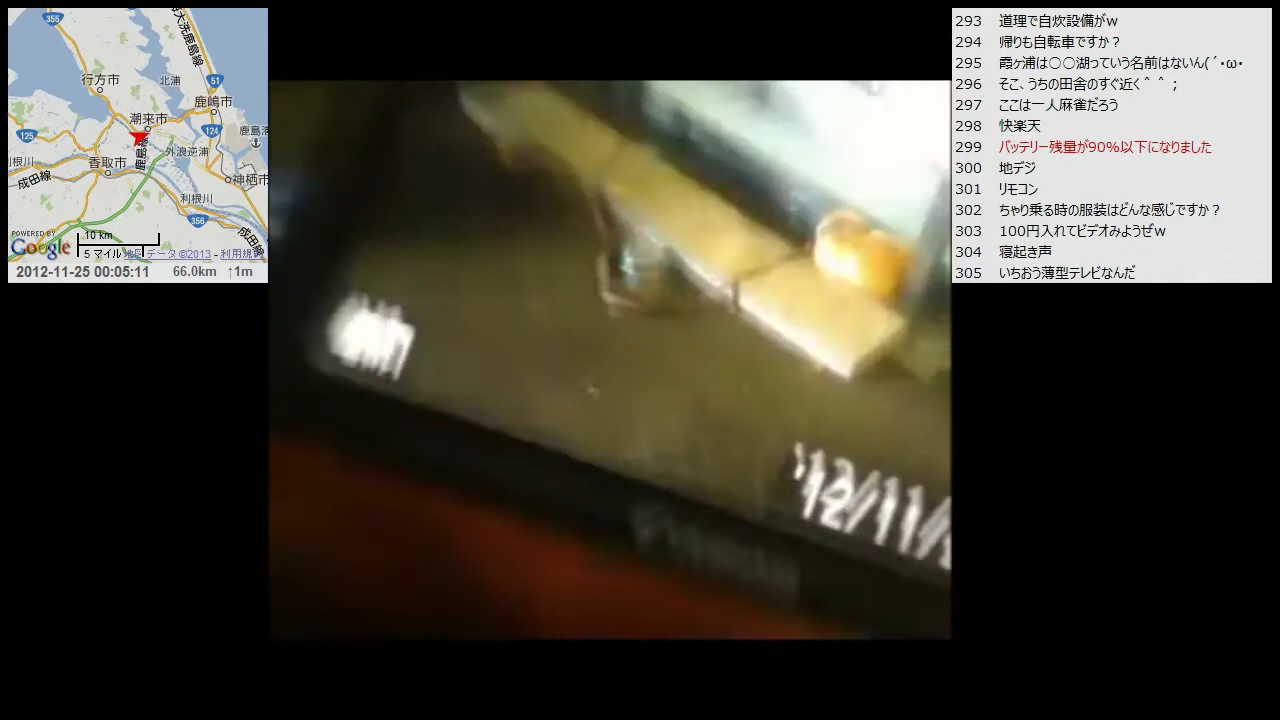 355
大洗鹿島線
行方市
北浦
51
鹿嶋市
潮来市
125
124
鹿島港
鹿島線
外浪逆浦
利根川
香取市
成田線
神栖市
利根川
356
成田線
POWERED BY
Google
10 km
5 マイル
地図データ ©2013 - 利用規約
2012-11-25 00:05:11 66.0km ↑1m
'12/11/
293 道理で自炊設備がｗ
294 帰りも自転車ですか？
295 霞ヶ浦は○○湖っていう名前はないん(´・ω・
296 そこ、うちの田舎のすぐ近く＾＾；
297 ここは一人麻雀だろう
298 快楽天
299 バッテリー残量が90%以下になりました
300 地デジ
301 リモコン
302 ちゃり乗る時の服装はどんな感じですか？
303 100円入れてビデオみようぜｗ
304 寝起き声
305 いちおう薄型テレビなんだ